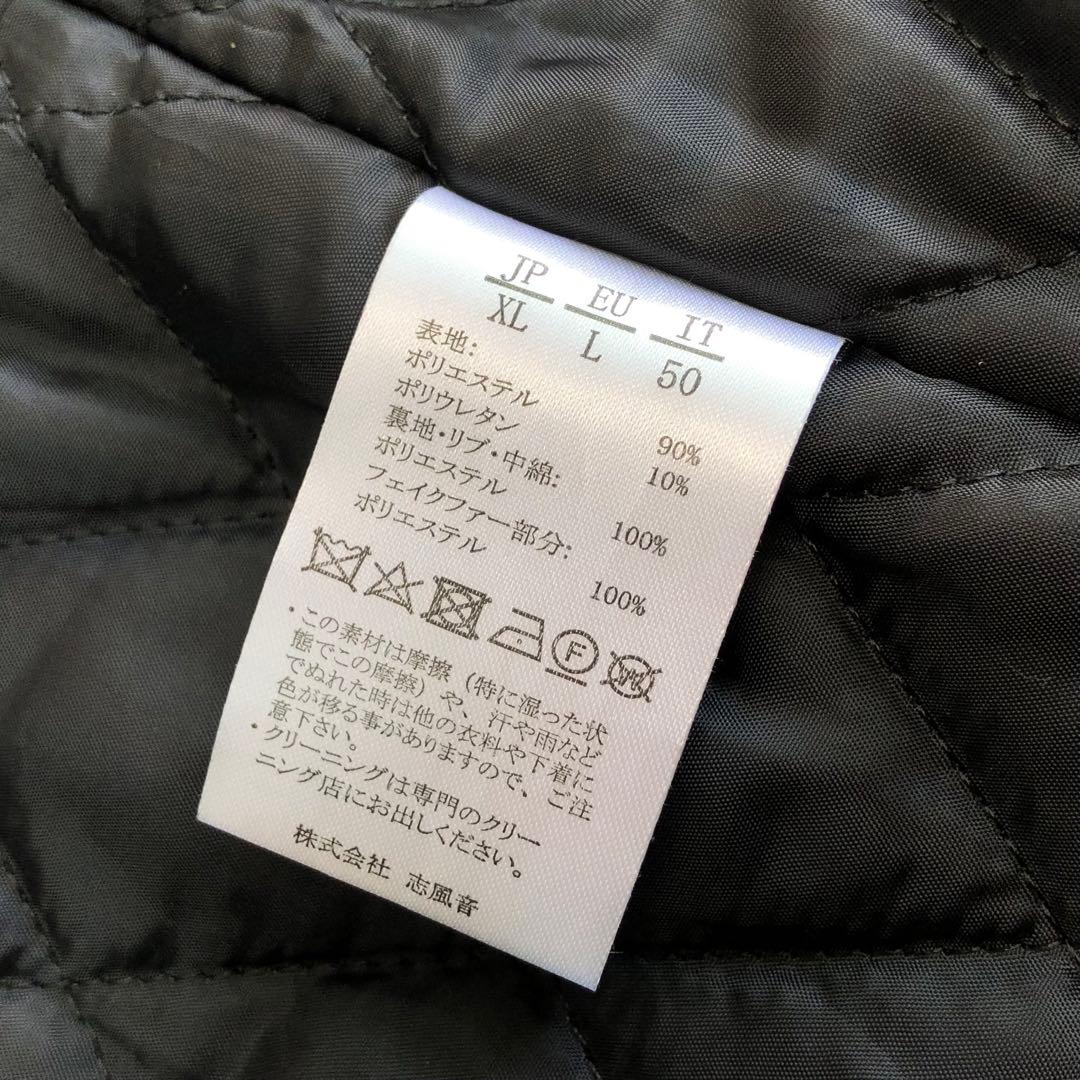 JP EU IT
XL L 50
表地:
ポリエステル 90%
ポリウレタン 10%
裏地・リブ・中綿:
ポリエステル 100%
フェイクファー部分:
ポリエステル 100%
F
W
・この素材は摩擦(特に湿った状
態でこの摩擦)や、汗や雨など
でぬれた時は他の衣料や下着に
色が移る事がありますので、ご注
意下さい。
・クリーニングは専門のクリー
ニング店にお出しください。
株式会社 志風音